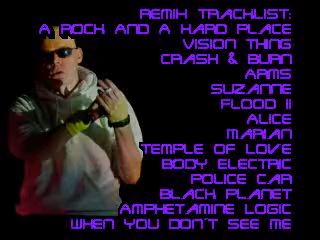 REMIX TRACKLIST:
A ROCK AND A HARD PLACE
VISION THING
CRASH & BURN
ARMS
SUZANNE
FLOOD II
ALICE
MARIAN
TEMPLE OF LOVE
BODY ELECTRIC
POLICE CAR
BLACK PLANET
AMPHETAMINE LOGIC
WHEN YOU DON'T SEE ME